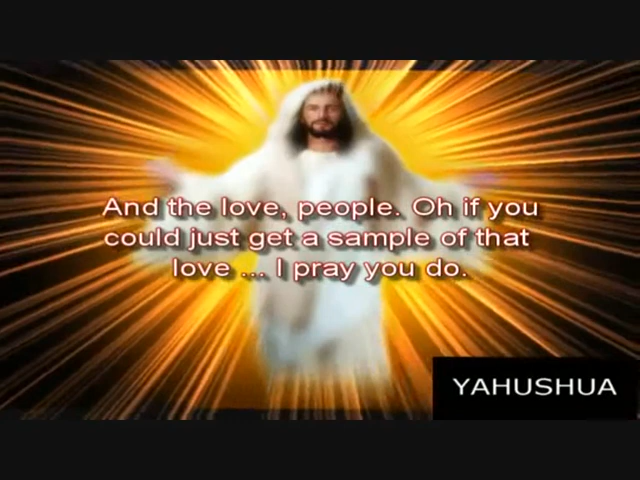 And the love, people. Oh if you
could just get a sample of that
love ... I pray you do.
YAHUSHUA